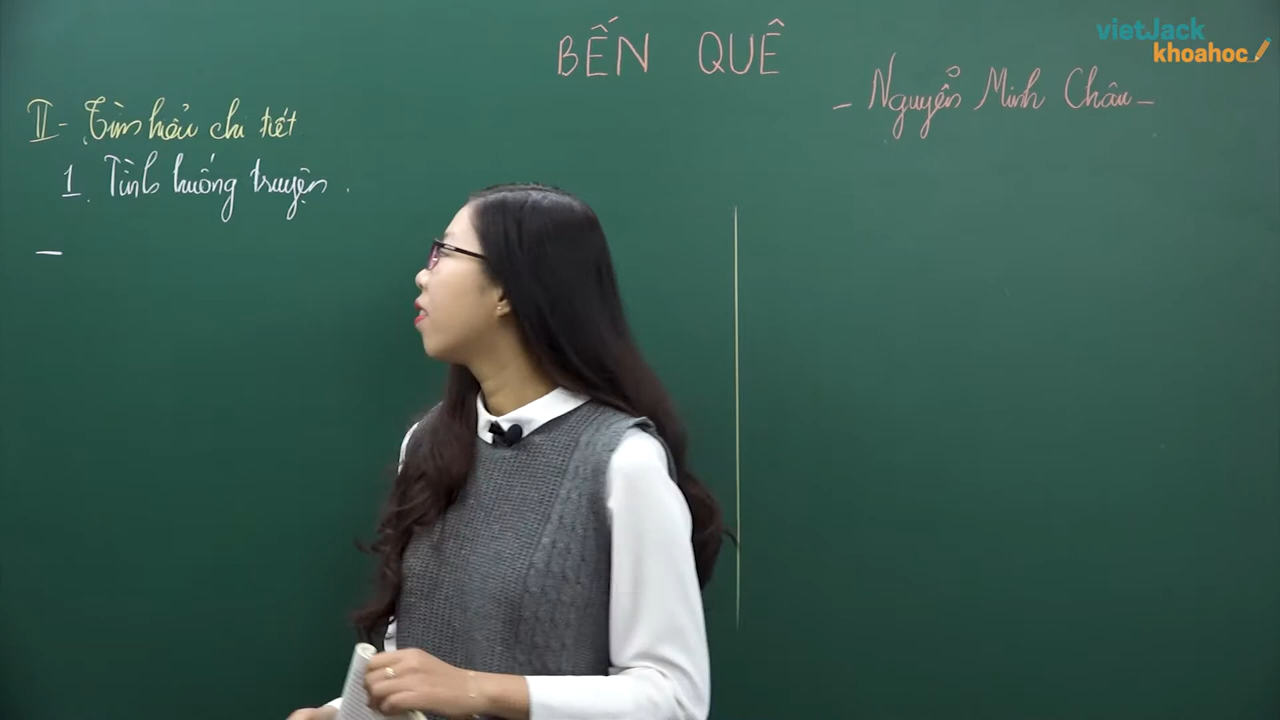 BẾN QUÊ
vietJack
khoahoc
- Nguyễn Minh Châu -
II - Tìm hiểu chi tiết
1. Tình huống truyện.
-